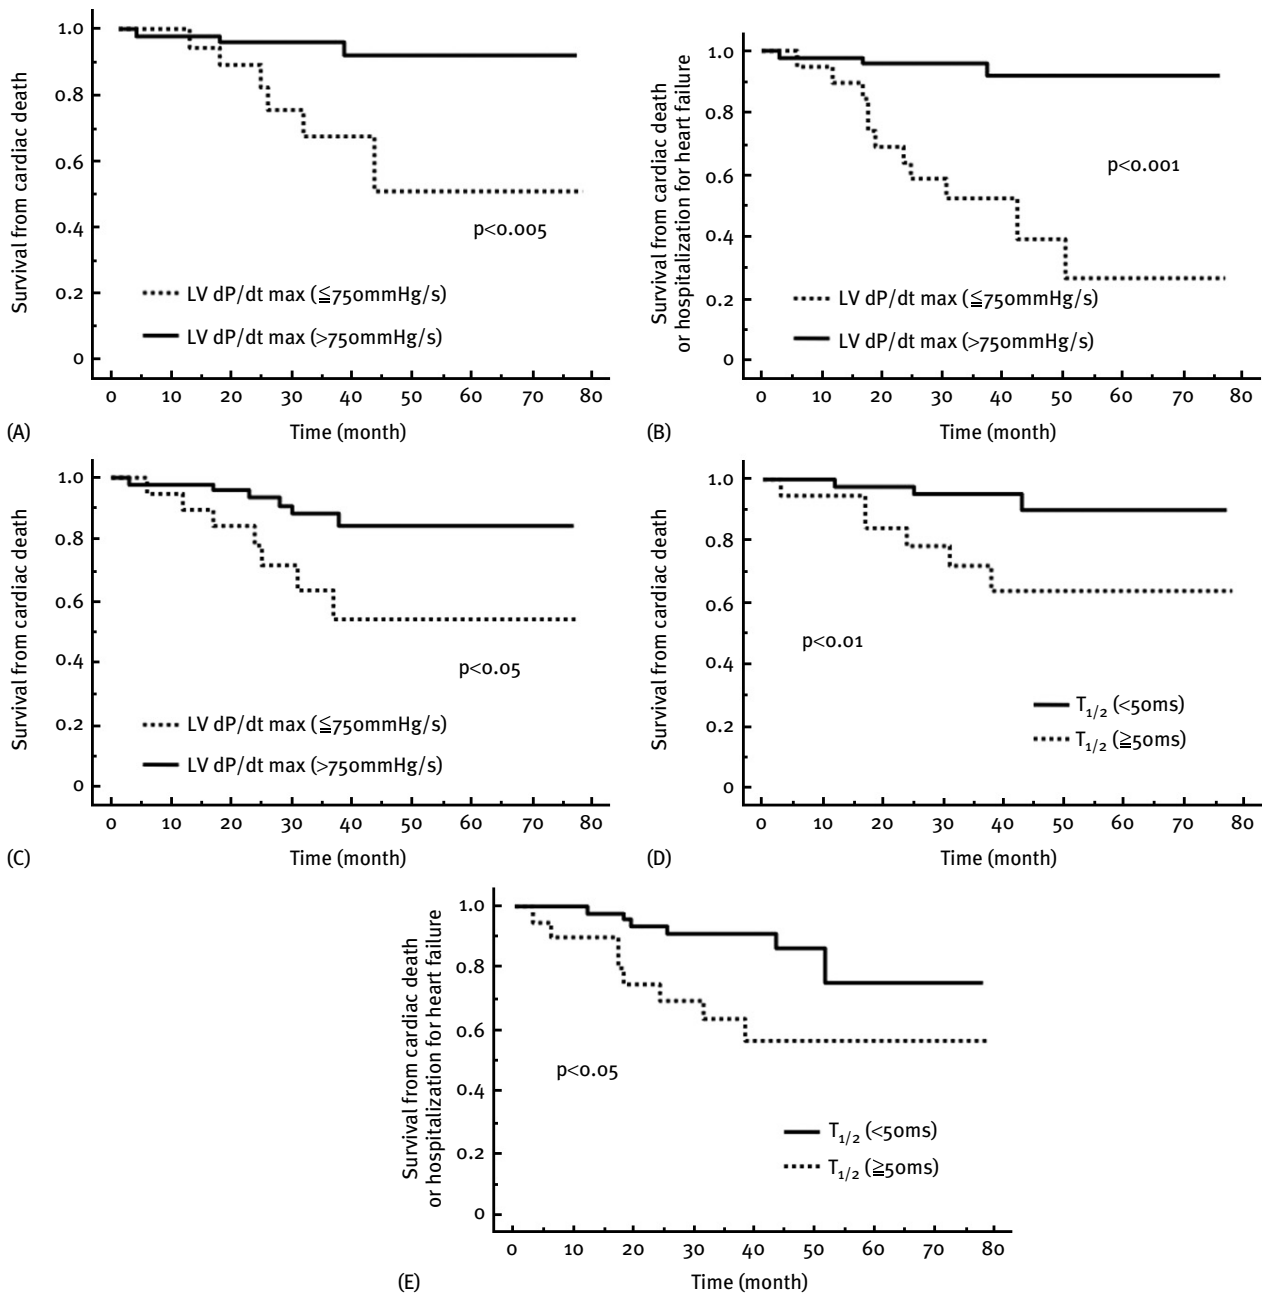 Survival from cardiac death
1.0
0.8
0.6
0.4
0.2
0
p<0.005
LV dP/dt max (≦750mmHg/s)
LV dP/dt max (>750mmHg/s)
0 10 20 30 40 50 60 70 80
Time (month)
(A)
Survival from cardiac death
or hospitalization for heart failure
1.0
0.8
0.6
0.4
0.2
0
p<0.001
LV dP/dt max (≦750mmHg/s)
LV dP/dt max (>750mmHg/s)
0 10 20 30 40 50 60 70 80
Time (month)
(B)
Survival from cardiac death
1.0
0.8
0.6
0.4
0.2
0
p<0.05
LV dP/dt max (≦750mmHg/s)
LV dP/dt max (>750mmHg/s)
0 10 20 30 40 50 60 70 80
Time (month)
(C)
Survival from cardiac death
1.0
0.8
0.6
0.4
0.2
0
p<0.01
T1/2 (<50ms)
T1/2 (≧50ms)
0 10 20 30 40 50 60 70 80
Time (month)
(D)
Survival from cardiac death
or hospitalization for heart failure
1.0
0.8
0.6
0.4
0.2
0
p<0.05
T1/2 (<50ms)
T1/2 (≧50ms)
0 10 20 30 40 50 60 70 80
Time (month)
(E)